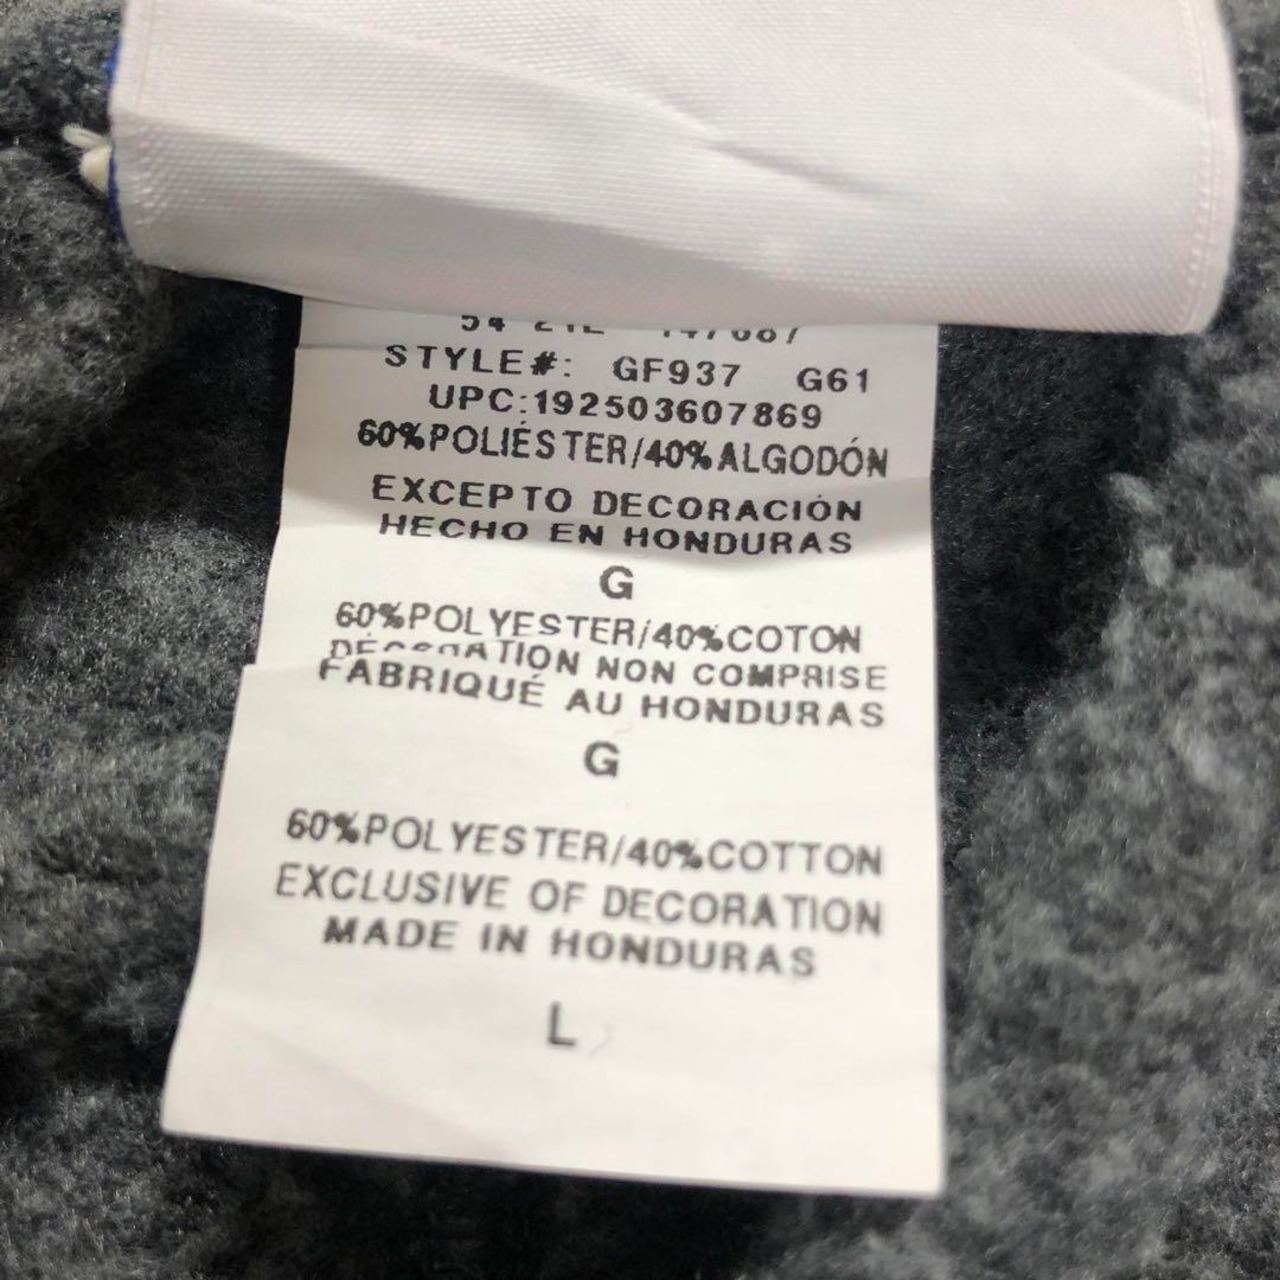 STYLE#: GF937 G61
UPC:192503607869
60%POLIÉSTER/40%ALGODÓN
EXCEPTO DECORACIÓN
HECHO EN HONDURAS
G
60%POLYESTER/40%COTON
DÉCORATION NON COMPRISE
FABRIQUÉ AU HONDURAS
G
60%POLYESTER/40%COTTON
EXCLUSIVE OF DECORATION
MADE IN HONDURAS
L